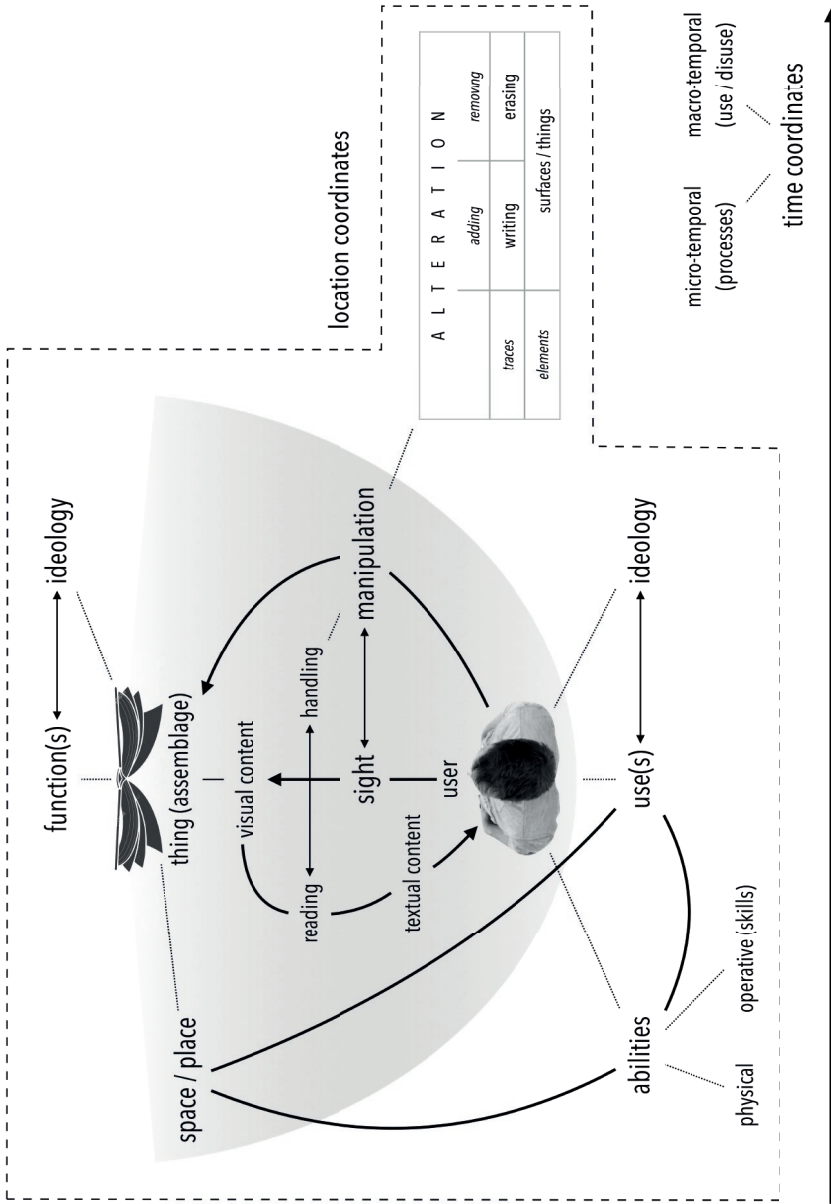 function(s) ideology
space / place thing (assemblage)
visual content
reading handling
location coordinates
sight manipulation
textual content
user
ALTERATION
adding removng
traces writing erasing
elements surfaces / things
abilities use(s) ideology
physical operative (skills)
micro-temporal macro-temporal
(processes) (use / disuse)
time coordinates